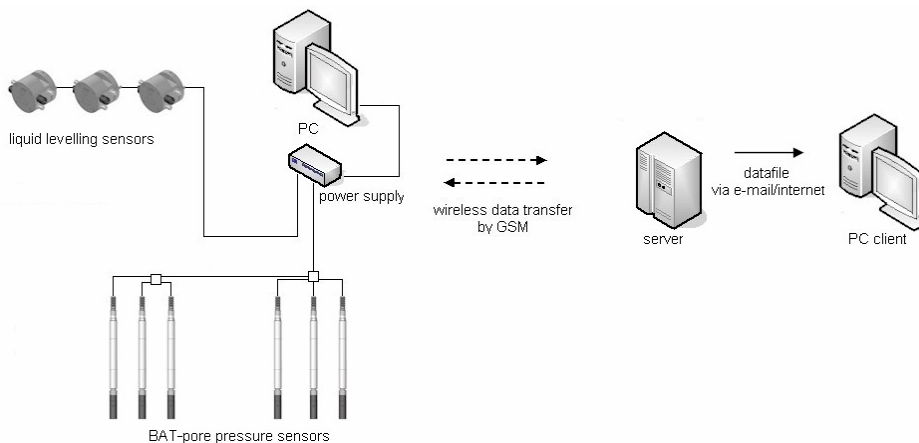 liquid levelling sensors
PC
power supply
wireless data transfer
by GSM
server
datafile
via e-mail/internet
PC client
BAT-pore pressure sensors